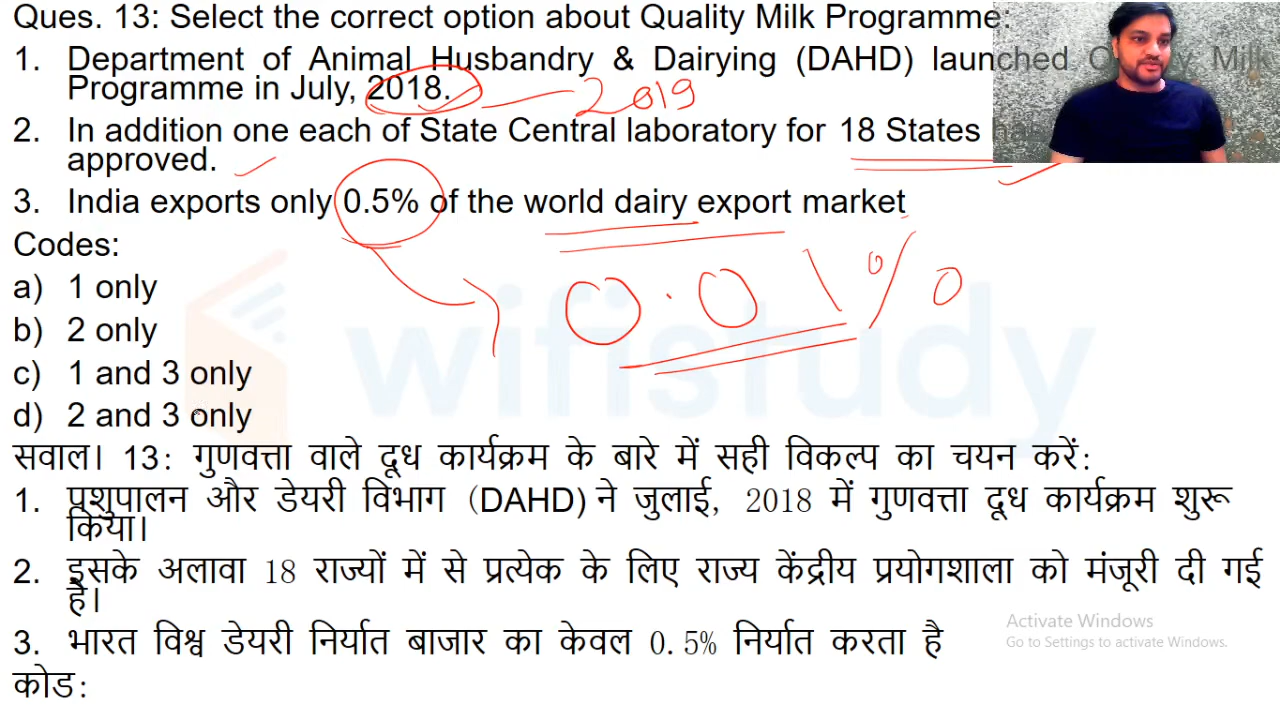 Ques. 13: Select the correct option about Quality Milk Programme:
1. Department of Animal Husbandry & Dairying (DAHD) launched Milk
Programme in July, 2018. 2019
2. In addition one each of State Central laboratory for 18 States
approved.
3. India exports only 0.5% of the world dairy export market
Codes:
a) 1 only
0.01%
b) 2 only
wifistudy
c) 1 and 3 only
d) 2 and 3 only
सवाल। 13: गुणवत्ता वाले दूध कार्यक्रम के बारे में सही विकल्प का चयन करें:
1. पशुपालन और डेयरी विभाग (DAHD) ने जुलाई, 2018 में गुणवत्ता दूध कार्यक्रम शुरू
किया।
2. इसके अलावा 18 राज्यों में से प्रत्येक के लिए राज्य केंद्रीय प्रयोगशाला को मंजूरी दी गई
है।
3. भारत विश्व डेयरी निर्यात बाजार का केवल 0.5% निर्यात करता है
कोड:
Activate Windows
Go to Settings to activate Windows.